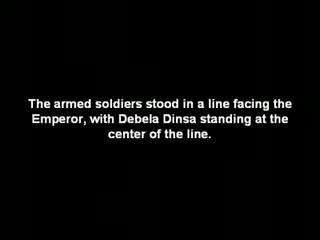 The armed soldiers stood in a line facing the
Emperor, with Debela Dinsa standing at the
center of the line.